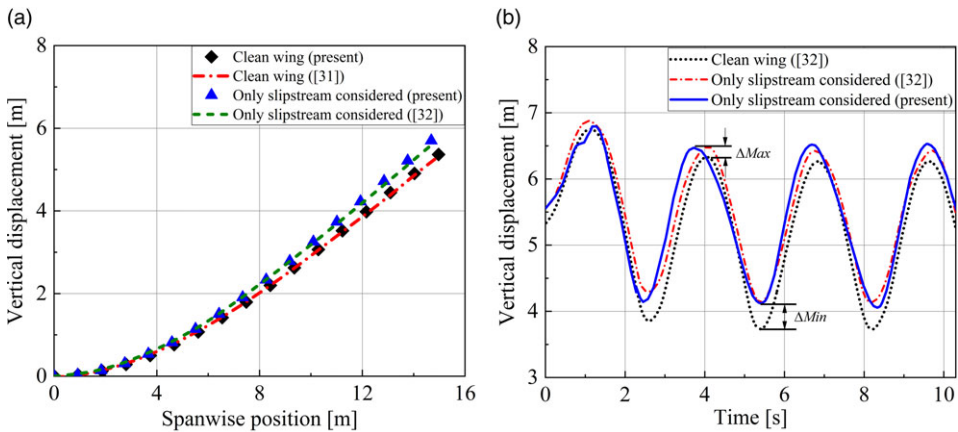 (a)
Vertical displacement [m]
8
6
4
2
0
Clean wing (present)
Clean wing ([31])
Only slipstream considered (present)
Only slipstream considered ([32])
0 4 8 12 16
Spanwise position [m]
(b)
Vertical displacement [m]
8
7
6
5
4
3
Clean wing ([32])
Only slipstream considered ([32])
Only slipstream considered (present)
ΔMax
ΔMin
0 2 4 6 8 10
Time [s]